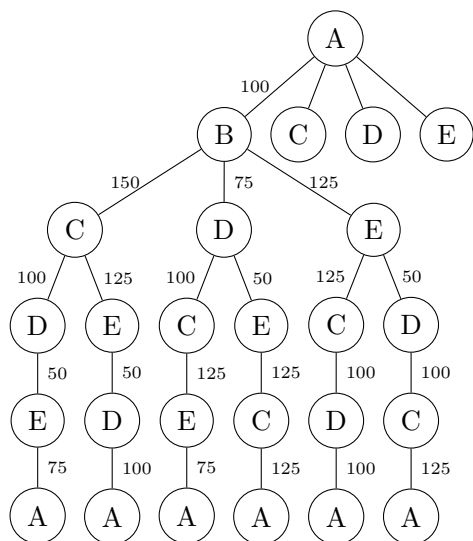 A
100
B C D E
150 75 125
C D E
100 125 100 50 125 50
D E C E C D
50 50 125 125 100 100
E D E C D C
75 100 75 125 100 125
A A A A A A